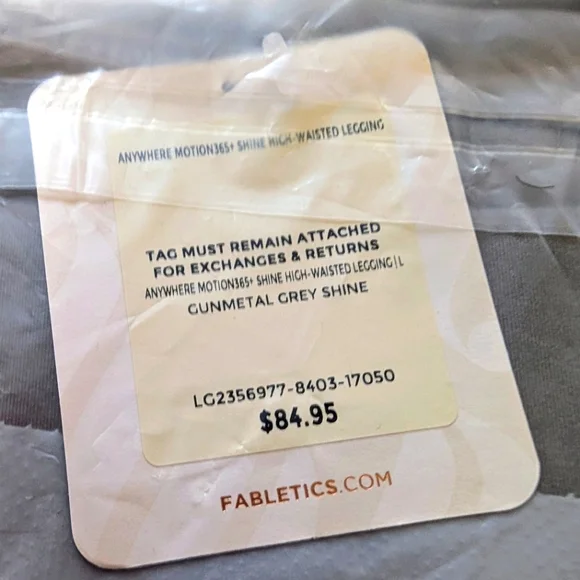 ANYWHERE MOTION365+ SHINE HIGH-WAISTED LEGGING
TAG MUST REMAIN ATTACHED
FOR EXCHANGES & RETURNS
ANYWHERE MOTION365+ SHINE HIGH-WAISTED LEGGING | L
GUNMETAL GREY SHINE
LG2356977-8403-17050
$84.95
FABLETICS.COM